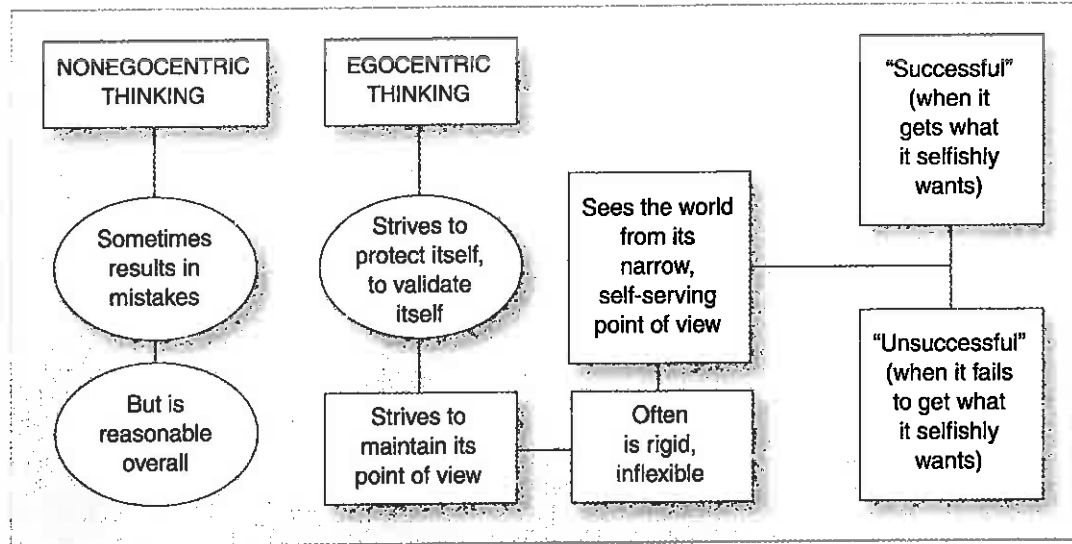 NONEGOCENTRIC
THINKING
Sometimes
results in
mistakes
But is
reasonable
overall
EGOCENTRIC
THINKING
Strives to
protect itself,
to validate
itself
Strives to
maintain its
point of view
Often
is rigid,
inflexible
Sees the world
from its
narrow,
self-serving
point of view
“Successful”
(when it
gets what
it selfishly
wants)
“Unsuccessful”
(when it fails
to get what
it selfishly
wants)